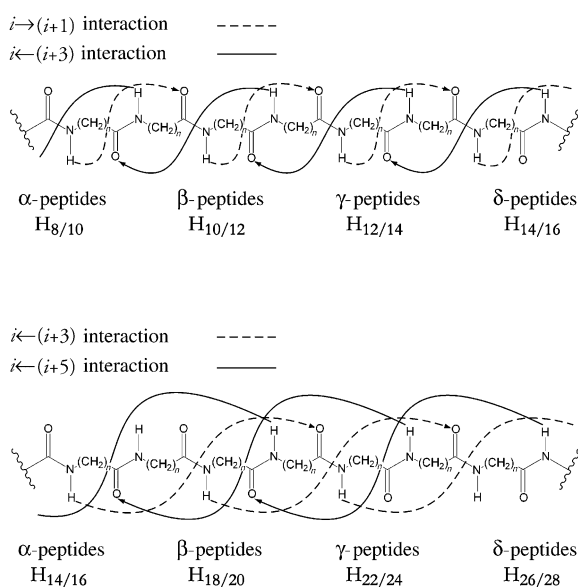 i→(i+1) interaction
i←(i+3) interaction
O H O H O H O H
N (CH₂)ₙ N (CH₂)ₙ N (CH₂)ₙ N (CH₂)ₙ N (CH₂)ₙ N (CH₂)ₙ N (CH₂)ₙ N
H O H O H O H O
α-peptides β-peptides γ-peptides δ-peptides
H₈/₁₀ H₁₀/₁₂ H₁₂/₁₄ H₁₄/₁₆
i←(i+3) interaction
i←(i+5) interaction
O H O H O H O H
N (CH₂)ₙ N (CH₂)ₙ N (CH₂)ₙ N (CH₂)ₙ N (CH₂)ₙ N (CH₂)ₙ N (CH₂)ₙ N
H O H O H O H O
α-peptides β-peptides γ-peptides δ-peptides
H₁₄/₁₆ H₁₈/₂₀ H₂₂/₂₄ H₂₆/₂₈